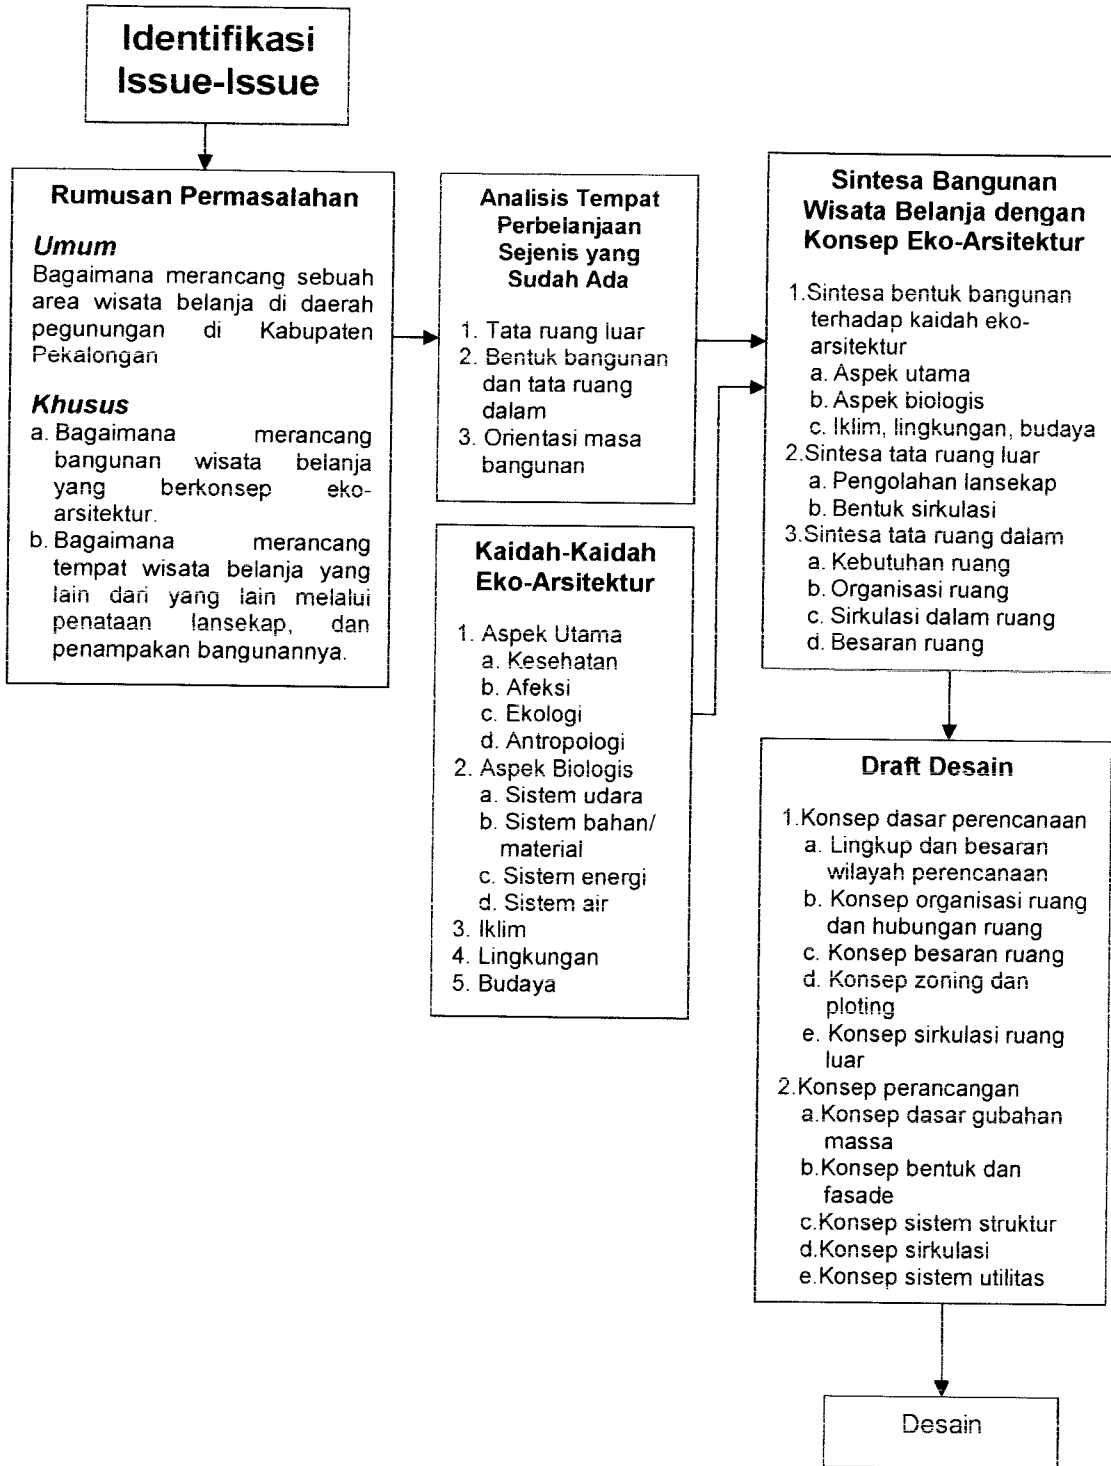 Identifikasi
Issue-Issue
Rumusan Permasalahan
Umum
Bagaimana merancang sebuah
area wisata belanja di daerah
pegunungan di Kabupaten
Pekalongan
Khusus
a. Bagaimana merancang
bangunan wisata belanja
yang berkonsep eko-
arsitektur.
b. Bagaimana merancang
tempat wisata belanja yang
lain dari yang lain melalui
penataan lansekap, dan
penampakan bangunannya.
Analisis Tempat
Perbelanjaan
Sejenis yang
Sudah Ada
1. Tata ruang luar
2. Bentuk bangunan
dan tata ruang
dalam
3. Orientasi masa
bangunan
Kaidah-Kaidah
Eko-Arsitektur
1. Aspek Utama
a. Kesehatan
b. Afeksi
c. Ekologi
d. Antropologi
2. Aspek Biologis
a. Sistem udara
b. Sistem bahan/
material
c. Sistem energi
d. Sistem air
3. Iklim
4. Lingkungan
5. Budaya
Sintesa Bangunan
Wisata Belanja dengan
Konsep Eko-Arsitektur
1.Sintesa bentuk bangunan
terhadap kaidah eko-
arsitektur
a. Aspek utama
b. Aspek biologis
c. Iklim, lingkungan, budaya
2.Sintesa tata ruang luar
a. Pengolahan lansekap
b. Bentuk sirkulasi
3.Sintesa tata ruang dalam
a. Kebutuhan ruang
b. Organisasi ruang
c. Sirkulasi dalam ruang
d. Besaran ruang
Draft Desain
1.Konsep dasar perencanaan
a. Lingkup dan besaran
wilayah perencanaan
b. Konsep organisasi ruang
dan hubungan ruang
c. Konsep besaran ruang
d. Konsep zoning dan
ploting
e. Konsep sirkulasi ruang
luar
2.Konsep perancangan
a.Konsep dasar gubahan
massa
b.Konsep bentuk dan
fasade
c.Konsep sistem struktur
d.Konsep sirkulasi
e.Konsep sistem utilitas
Desain